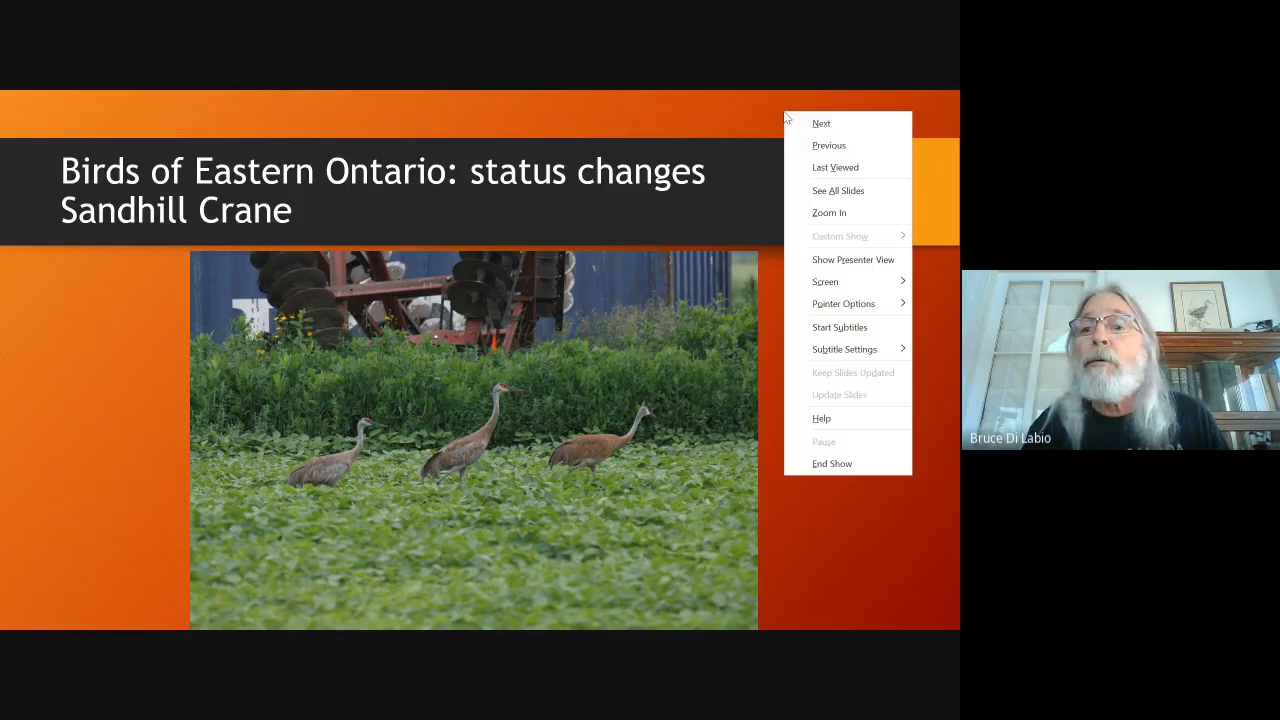 Birds of Eastern Ontario: status changes
Sandhill Crane
Next
Previous
Last Viewed
See All Slides
Zoom In
Custom Show
Show Presenter View
Screen
Pointer Options
Start Subtitles
Subtitle Settings
Keep Slides Updated
Update Slides
Help
Pause
End Show
Bruce Di Labio